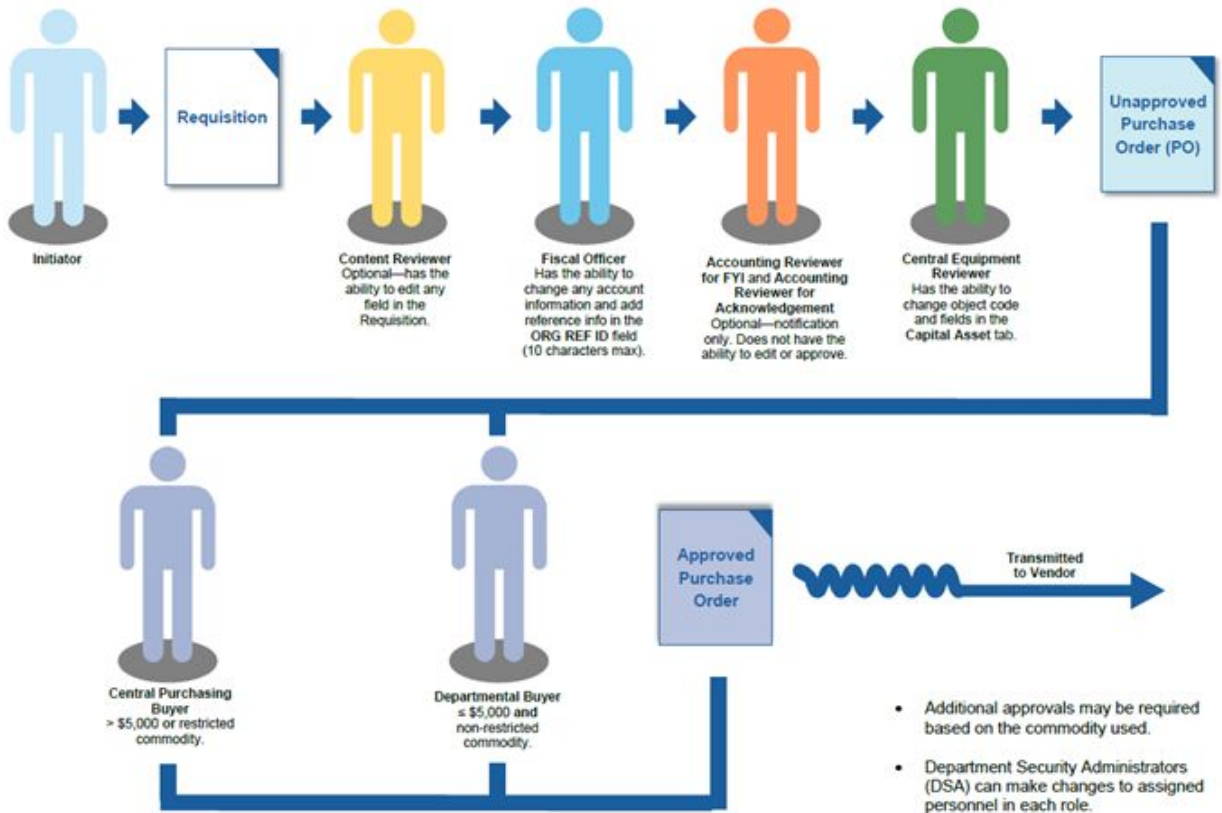 Requisition
Unapproved
Purchase
Order (PO)
Initiator
Content Reviewer
Optional—has the
ability to edit any
field in the
Requisition.
Fiscal Officer
Has the ability to
change any account
information and add
reference info in the
ORG REF ID field
(10 characters max).
Accounting Reviewer
for FYI and Accounting
Reviewer for
Acknowledgement
Optional—notification
only. Does not have the
ability to edit or approve.
Central Equipment
Reviewer
Has the ability to
change object code
and fields in the
Capital Asset tab.
Central Purchasing
Buyer
> $5,000 or restricted
commodity.
Departmental Buyer
≤ $5,000 and
non-restricted
commodity.
Approved
Purchase
Order
Transmitted
to Vendor
• Additional approvals may be required
based on the commodity used.
• Department Security Administrators
(DSA) can make changes to assigned
personnel in each role.